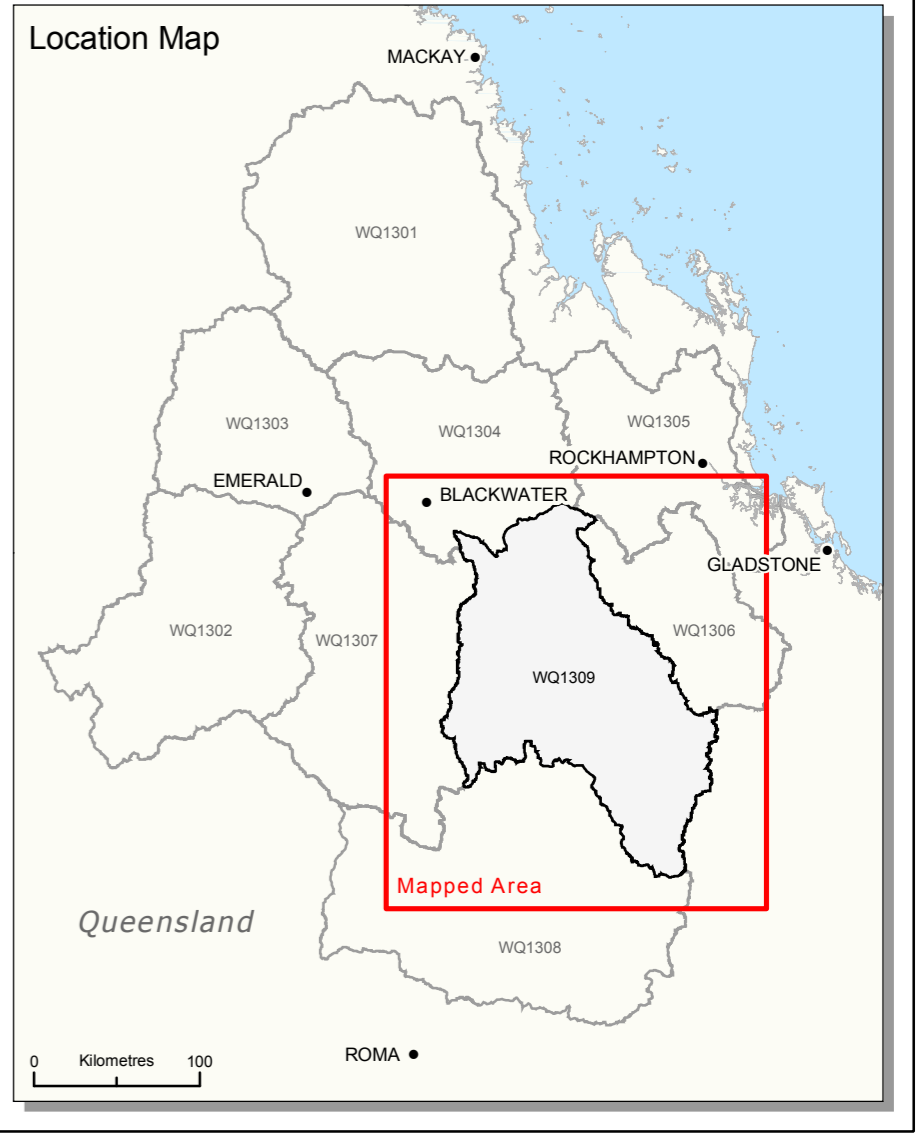 Location Map
MACKAY
WQ1301
WQ1303
WQ1304
WQ1305
ROCKHAMPTON
EMERALD
BLACKWATER
GLADSTONE
WQ1302
WQ1307
WQ1306
WQ1309
Mapped Area
Queensland
WQ1308
ROMA
0 Kilometres 100